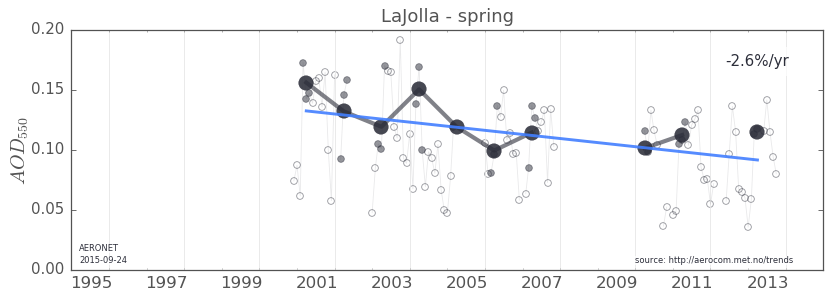 LaJolla - spring
0.20
-2.6%/yr
0.15
AOD550
0.10
0.05
AERONET
2015-09-24
source: http://aerocom.met.no/trends
0.00
1995 1997 1999 2001 2003 2005 2007 2009 2011 2013